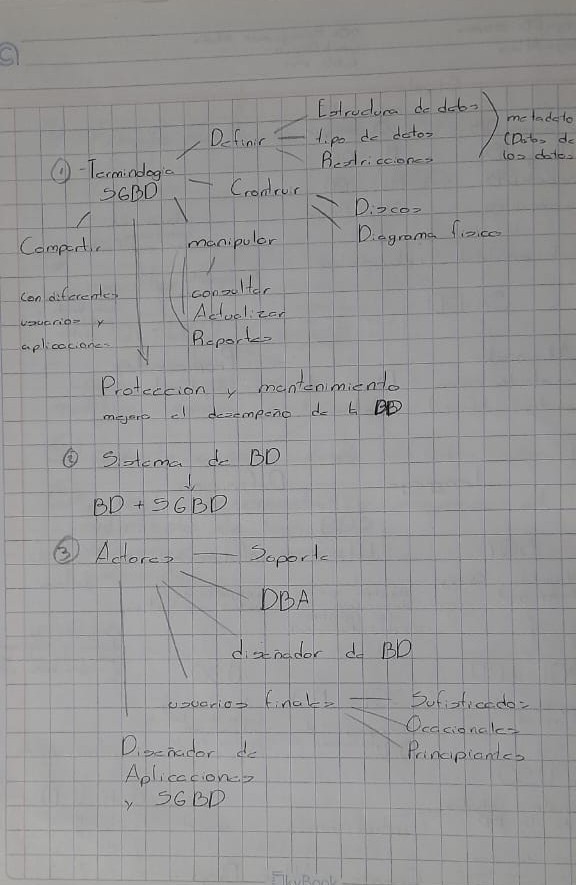 Estructura de datos
Definir tipo de datos
Restricciones
metadato
(Datos de
los datos
① - Terminologia
SGBD
Crontruir
Discos
Diagrama fisico
Compartir
manipular
con diferentes
usuarios y
aplicaciones
consultar
Actualizar
Reportes
Proteccion y mantenimiento
mejora el desempeño de la BD
② Sistema de BD
BD + SGBD
③ Actores Soporte
DBA
diseñador de BD
usuarios finales Sofisticados
Ocacionales
Principiantes
Diseñador de
Aplicaciones
y SGBD